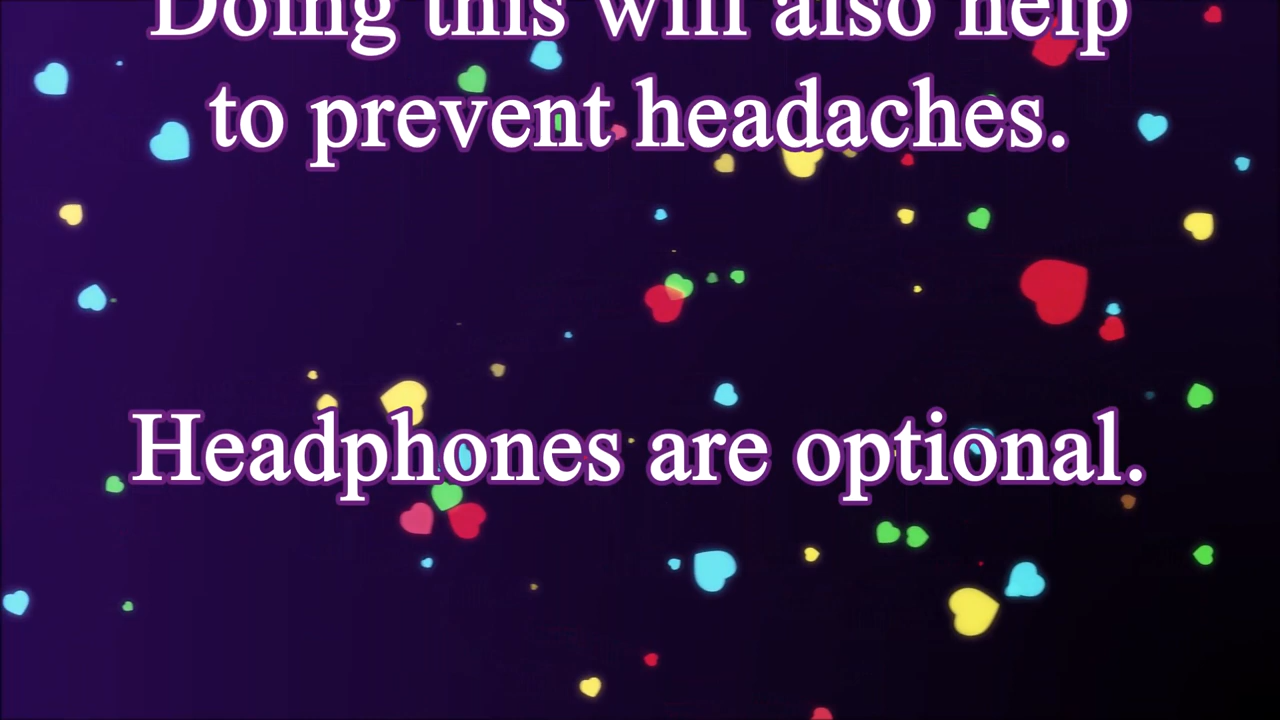 Doing this will also help
to prevent headaches.
Headphones are optional.